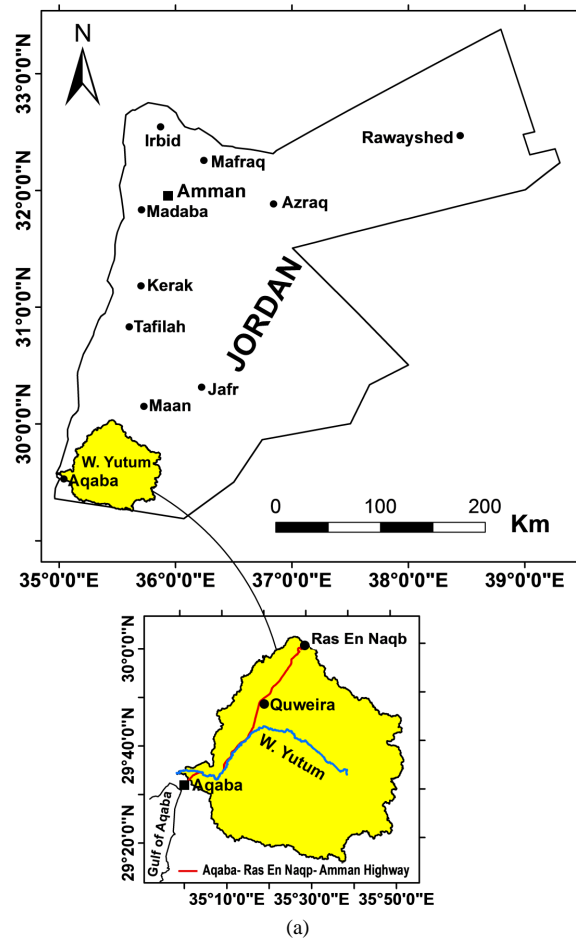 N
33°0'0"N
32°0'0"N
31°0'0"N
30°0'0"N
Irbid
Mafraq
Rawayshed
Amman
Madaba
Azraq
Kerak
JORDAN
Tafilah
Jafr
Maan
W. Yutum
Aqaba
0 100 200
Km
35°0'0"E 36°0'0"E 37°0'0"E 38°0'0"E 39°0'0"E
30°0'0"N
29°40'0"N
29°20'0"N
Ras En Naqb
Quweira
W. Yutum
Aqaba
Gulf of Aqaba
Aqaba- Ras En Naqp- Amman Highway
35°10'0"E 35°30'0"E 35°50'0"E
(a)